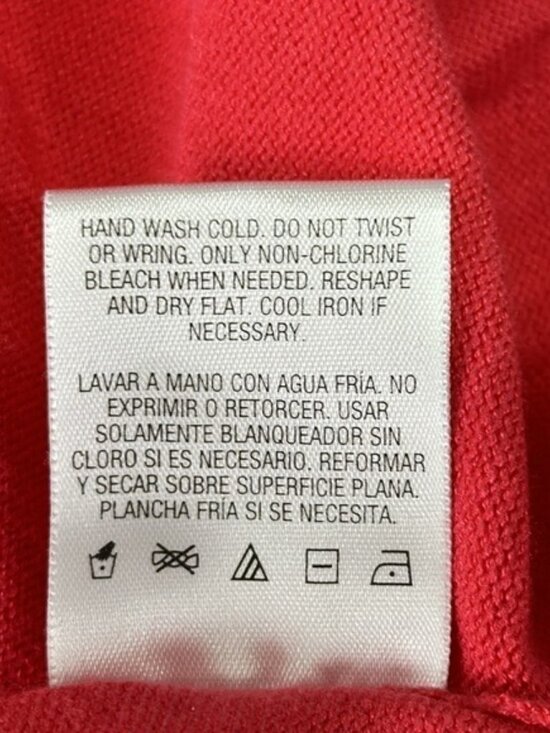 HAND WASH COLD. DO NOT TWIST
OR WRING. ONLY NON-CHLORINE
BLEACH WHEN NEEDED. RESHAPE
AND DRY FLAT. COOL IRON IF
NECESSARY.
LAVAR A MANO CON AGUA FRÍA. NO
EXPRIMIR O RETORCER. USAR
SOLAMENTE BLANQUEADOR SIN
CLORO SI ES NECESARIO. REFORMAR
Y SECAR SOBRE SUPERFICIE PLANA.
PLANCHA FRÍA SI SE NECESITA.